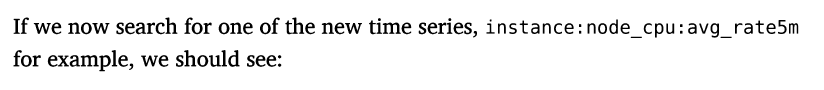 If we now search for one of the new time series, instance:node_cpu:avg_rate5m
for example, we should see: